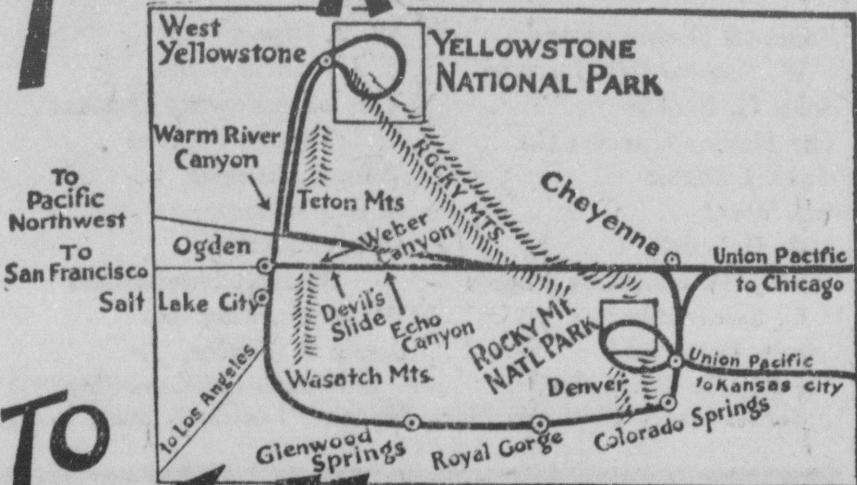 West
Yellowstone
YELLOWSTONE
NATIONAL PARK
Warm River
Canyon
ROCKY MTS.
To
Pacific
Northwest
Teton Mts
Cheyenne
Weber
Canyon
To
San Francisco
Ogden
Union Pacific
to Chicago
Salt Lake City
Devil's
Slide
Echo
Canyon
ROCKY MT.
NAT'L PARK
Union Pacific
to Kansas City
Wasatch Mts.
Denver
to Los Angeles
TO
Glenwood
Springs
Royal Gorge
Colorado Springs